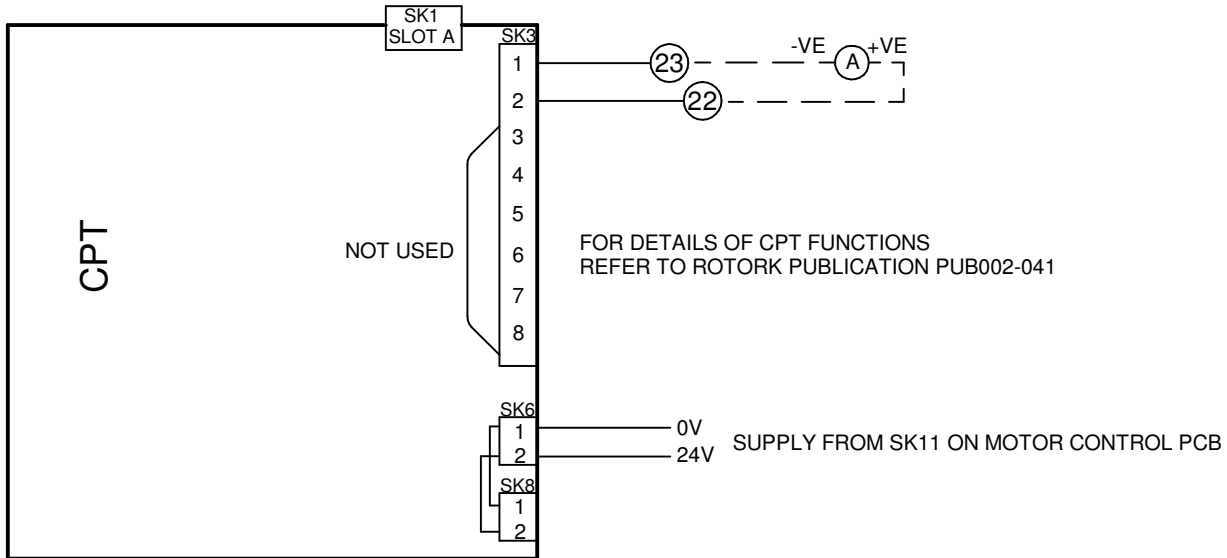 SK1
SLOT A
SK3
1
23
-VE
A
+VE
2
22
3
4
5
6
7
8
CPT
NOT USED
FOR DETAILS OF CPT FUNCTIONS
REFER TO ROTORK PUBLICATION PUB002-041
SK6
1
0V
2
24V
SUPPLY FROM SK11 ON MOTOR CONTROL PCB
SK8
1
2